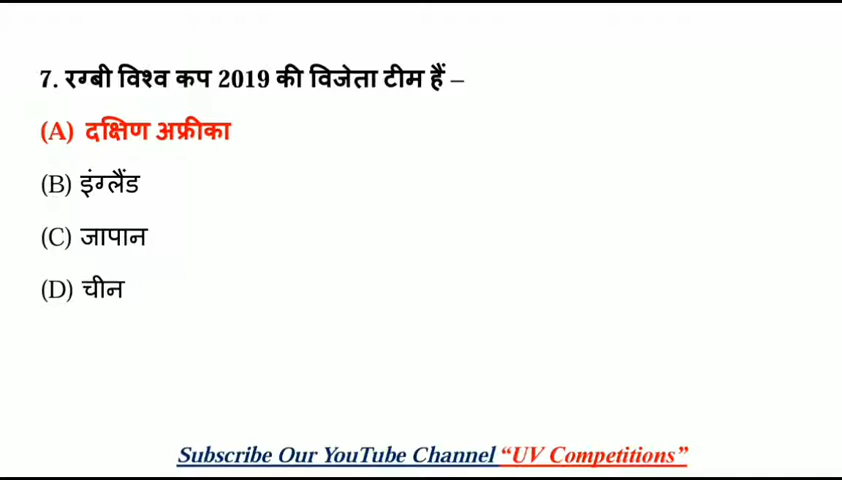 7. रग्बी विश्व कप 2019 की विजेता टीम हैं –
(A) दक्षिण अफ्रीका
(B) इंग्लैंड
(C) जापान
(D) चीन
Subscribe Our YouTube Channel “UV Competitions”